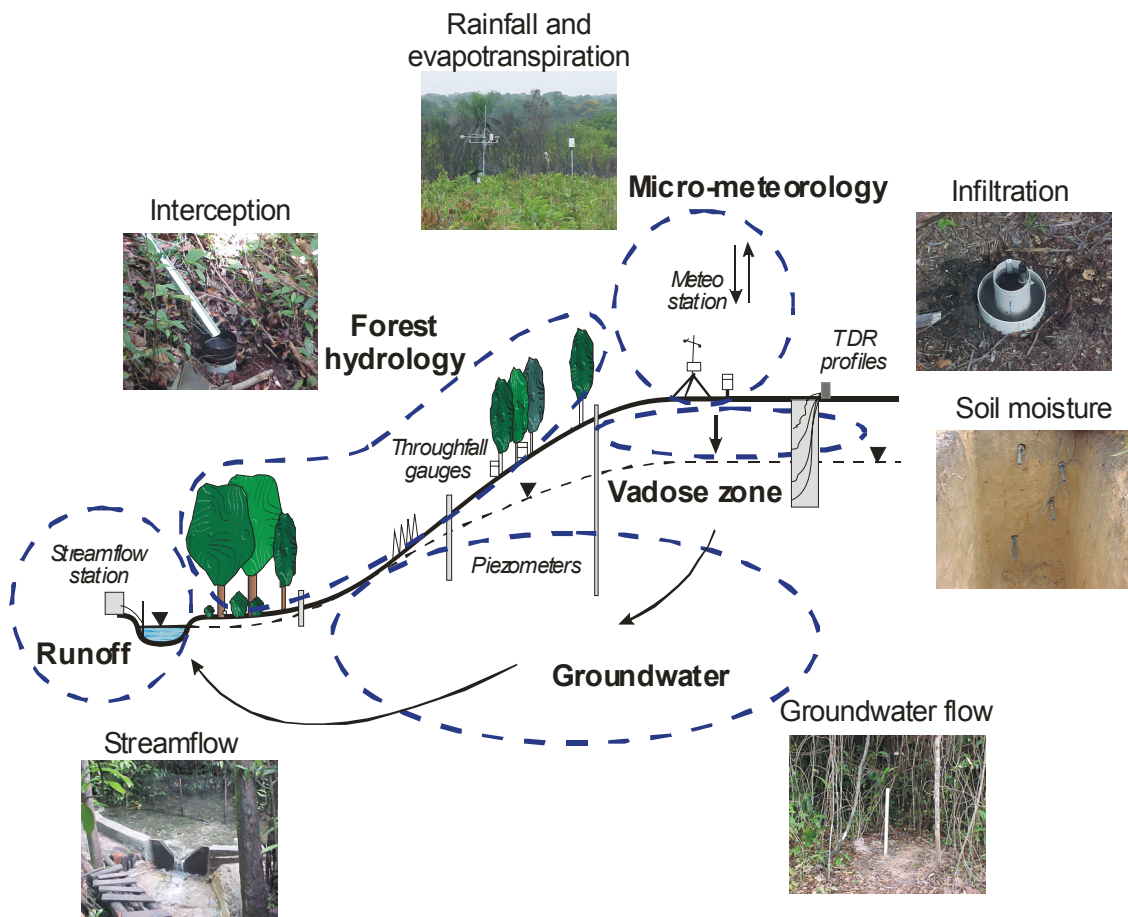 Rainfall and
evapotranspiration
Micro-meteorology
Infiltration
Interception
Meteo
station
Forest
hydrology
TDR
profiles
Soil moisture
Throughfall
gauges
Vadose zone
Streamflow
station
Piezometers
Runoff
Groundwater
Groundwater flow
Streamflow